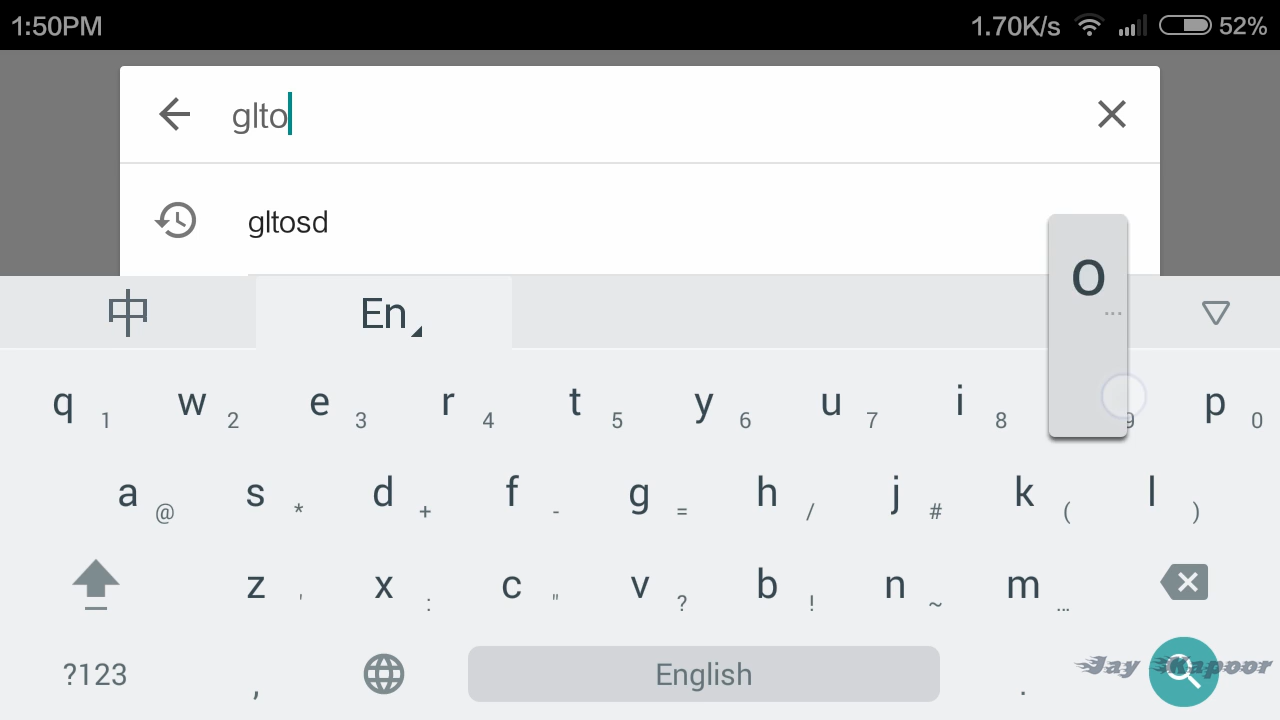 1:50PM 1.70K/s 52%
glto
gltosd
中 En
o
...
q 1 w 2 e 3 r 4 t 5 y 6 u 7 i 8 9 p 0
a @ s * d + f - g = h / j # k ( l )
z ' x : c " v ? b ! n ~ m ...
?123 , English .
Jay Kapoor